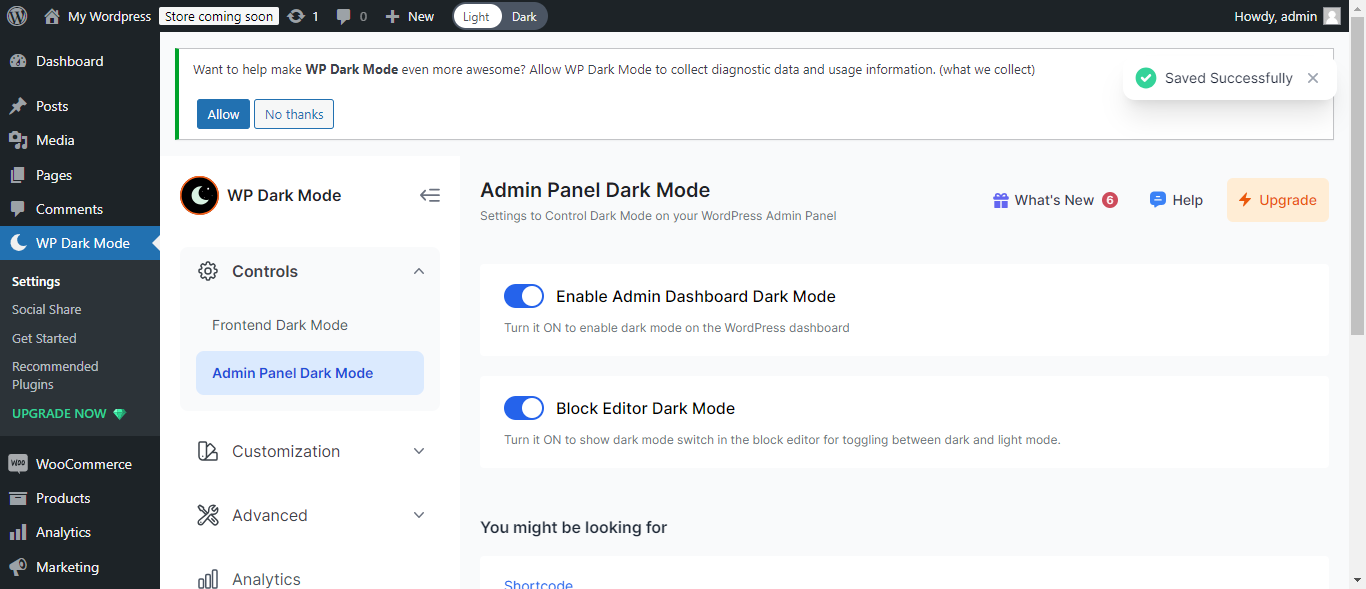 My Wordpress
Store coming soon
1
0
New
Light
Dark
Howdy, admin
Dashboard
Posts
Media
Pages
Comments
WP Dark Mode
Settings
Social Share
Get Started
Recommended
Plugins
UPGRADE NOW
WOO
WooCommerce
Products
Analytics
Marketing
Want to help make WP Dark Mode even more awesome? Allow WP Dark Mode to collect diagnostic data and usage information. (what we collect)
Allow
No thanks
Saved Successfully
WP Dark Mode
Controls
Frontend Dark Mode
Admin Panel Dark Mode
Customization
Advanced
Analytics
Admin Panel Dark Mode
Settings to Control Dark Mode on your WordPress Admin Panel
What's New 6
Help
Upgrade
Enable Admin Dashboard Dark Mode
Turn it ON to enable dark mode on the WordPress dashboard
Block Editor Dark Mode
Turn it ON to show dark mode switch in the block editor for toggling between dark and light mode.
You might be looking for
Shortcode